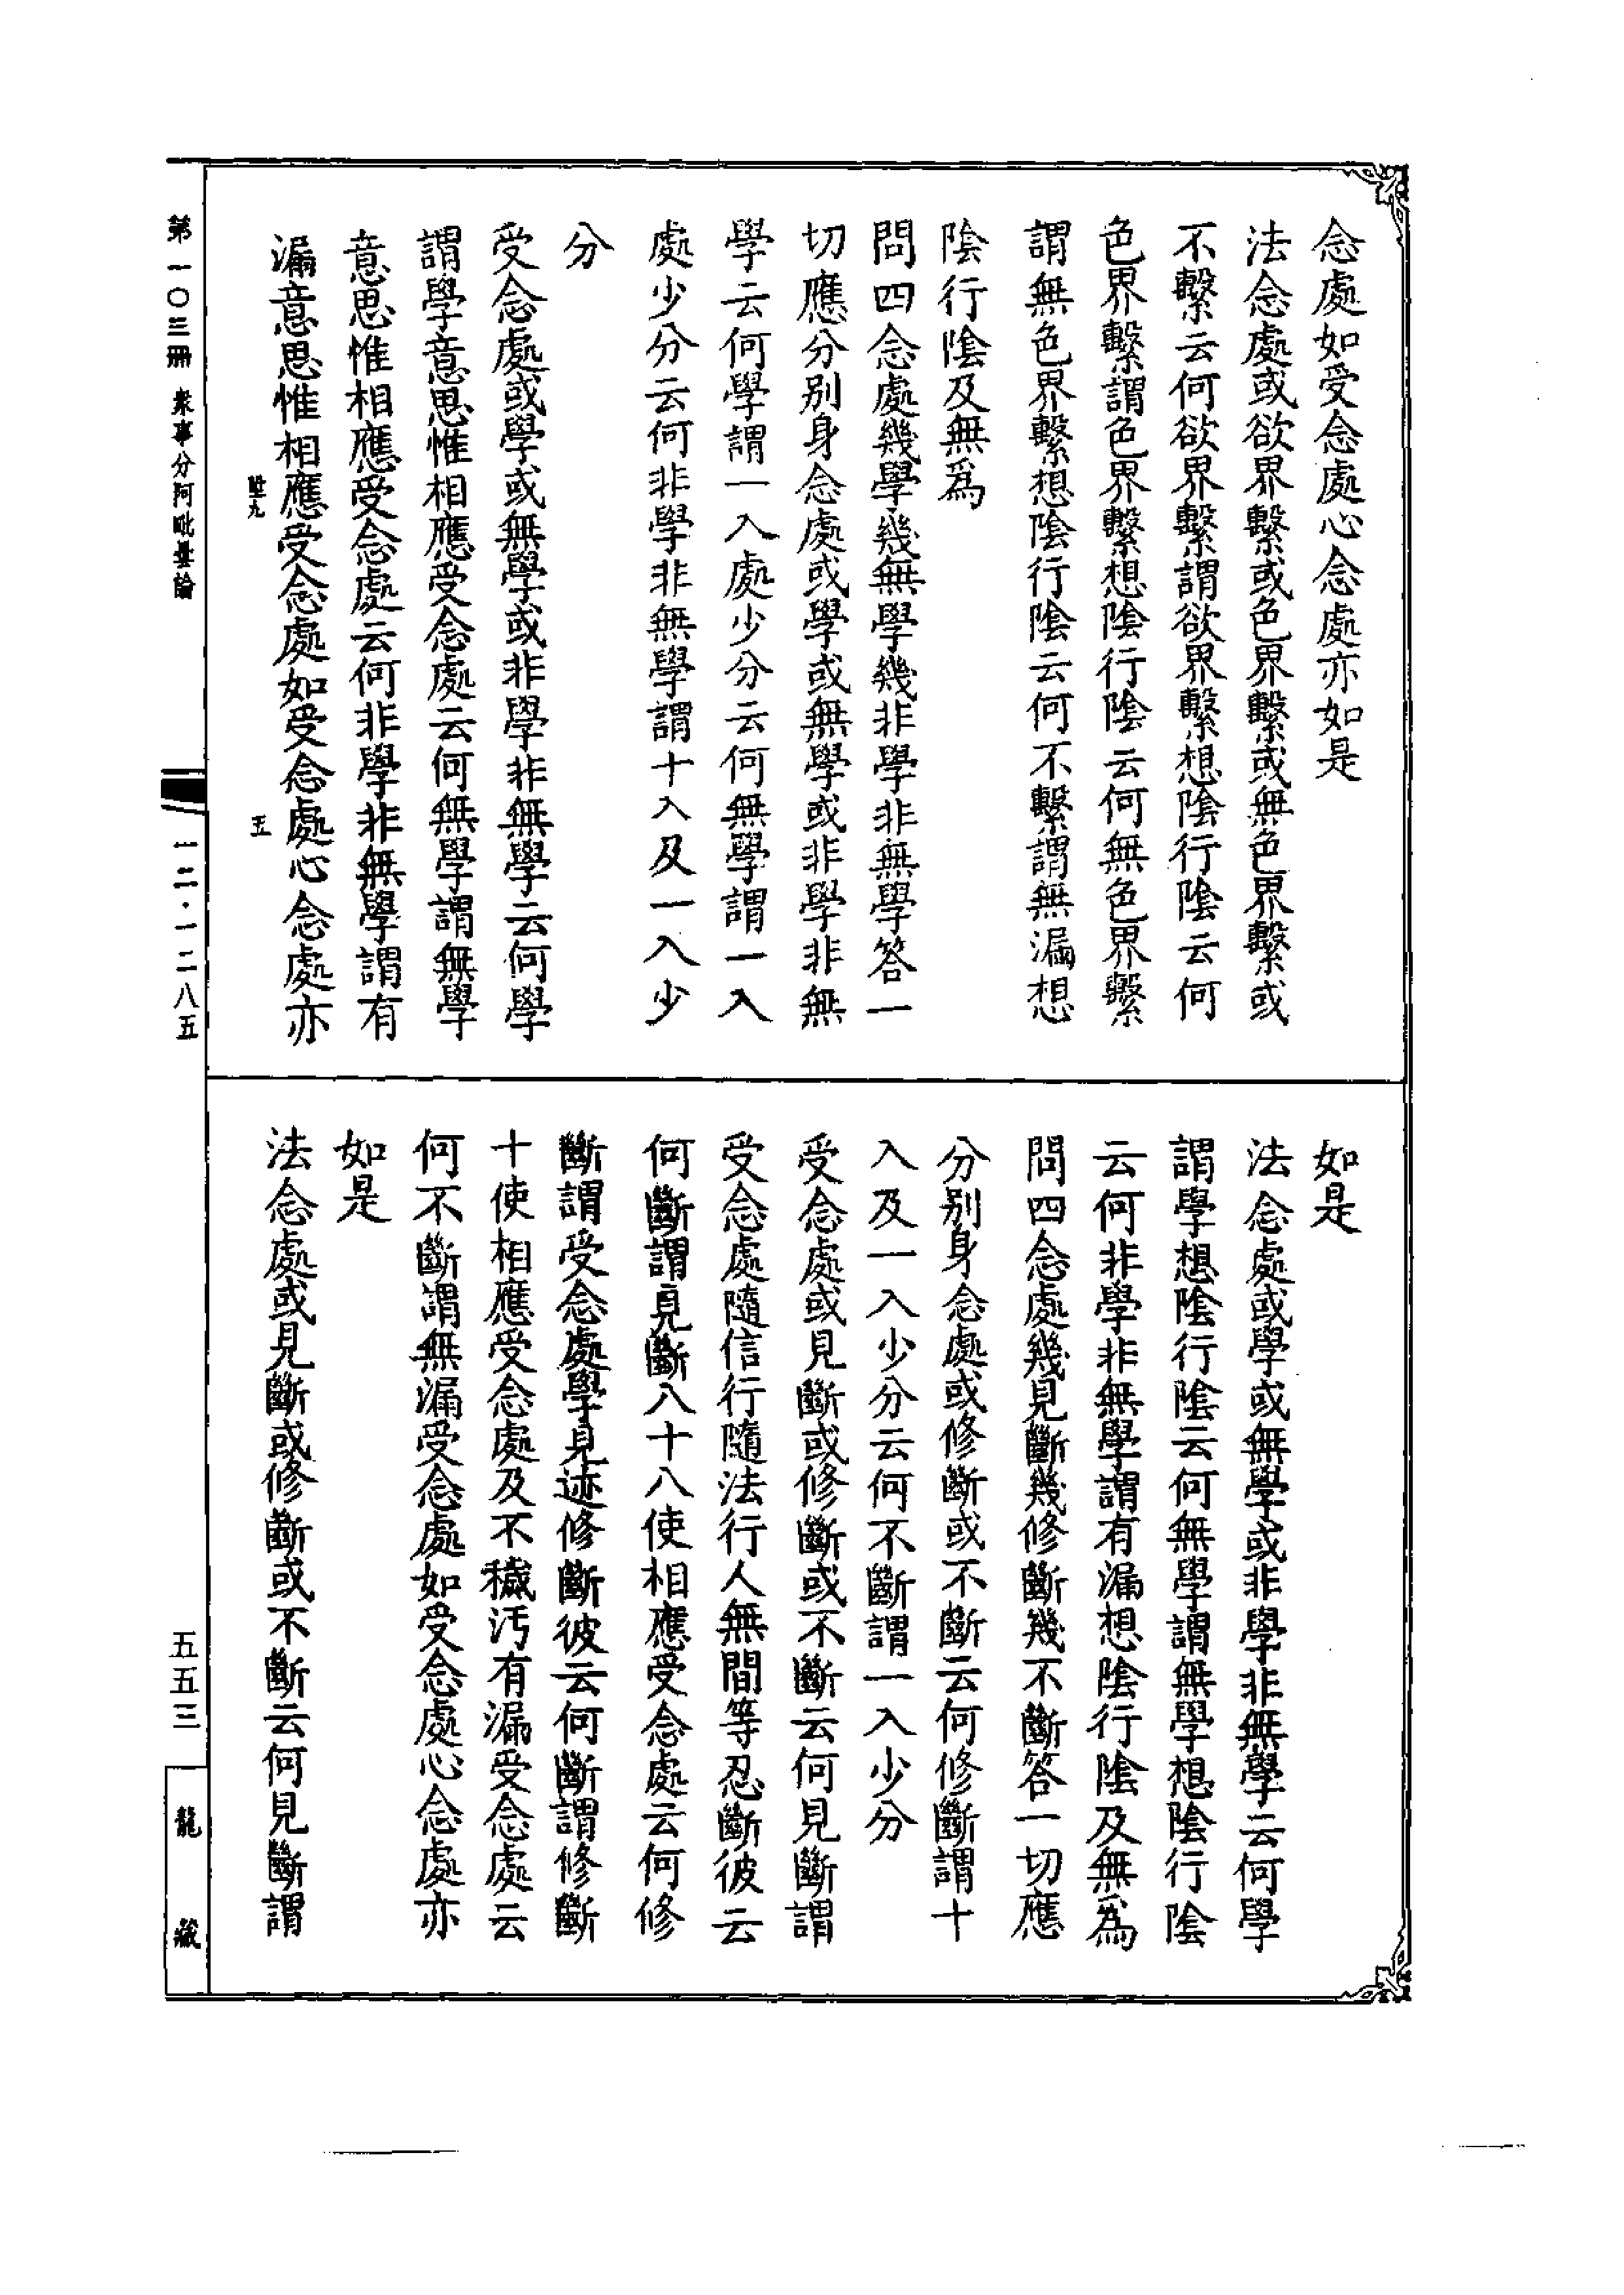 念處如受念處心念處亦如是
法念處或欲界繫或色界繫或無色界繫或
不繫云何欲界繫謂欲界繫想陰行陰云何
色界繫謂色界繫想陰行陰云何無色界繫
謂無色界繫想陰行陰云何不繫謂無漏想
陰行陰及無為
問四念處幾學幾無學幾非學非無學答一
切應分別身念處或學或無學或非學非無
學云何學謂一入處少分云何無學謂一入
處少分云何非學非無學謂十入及一入少
分
受念處或學或無學或非學非無學云何學
謂學意思惟相應受念處云何無學謂無學
意思惟相應受念處云何非學非無學謂有
漏意思惟相應受念處如受念處心念處亦
如是
法念處或學或無學或非學非無學云何學
謂學想陰行陰云何無學謂無學想陰行陰
云何非學非無學謂有漏想陰行陰及無為
問四念處幾見斷幾修斷幾不斷答一切應
分別身念處或修斷或不斷云何修斷謂十
入及一入少分云何不斷謂一入少分
受念處或見斷或修斷或不斷云何見斷謂
受念處隨信行隨法行人無間等忍斷彼云
何斷謂見斷八十八使相應受念處云何修
斷謂受念處學見迹修斷彼云何斷謂修斷
十使相應受念處及不穢污有漏受念處云
何不斷謂無漏受念處如受念處心念處亦
如是
法念處或見斷或修斷或不斷云何見斷謂
第一〇三冊 衆事分阿毗曇論
五
一二·一二八五
五五三
龍藏